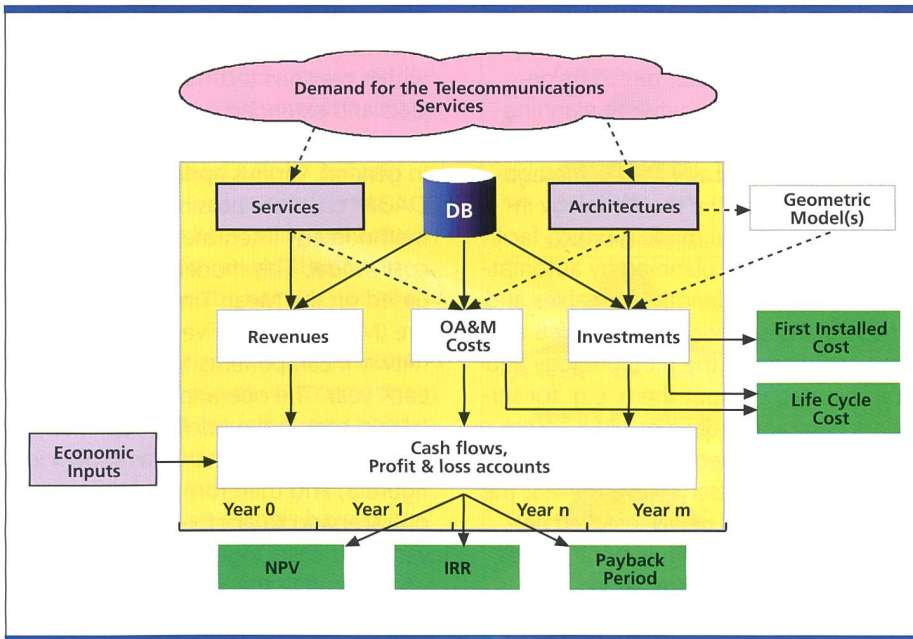 Demand for the Telecommunications
Services
Services
DB
Architectures
Geometric
Model(s)
Revenues
OA&M
Costs
Investments
First Installed
Cost
Life Cycle
Cost
Economic
Inputs
Cash flows,
Profit & loss accounts
Year 0
Year 1
Year n
Year m
NPV
IRR
Payback
Period